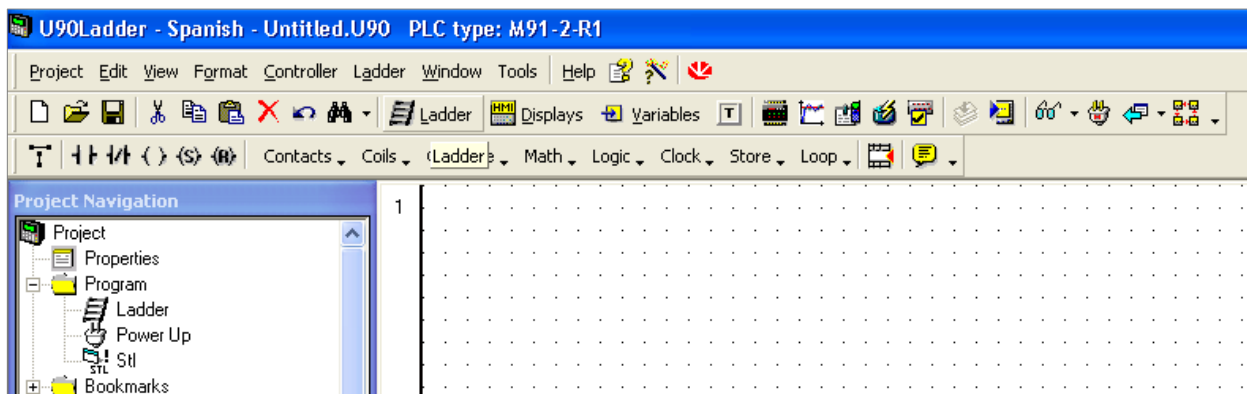 U90Ladder - Spanish - Untitled.U90 PLC type: M91-2-R1
Project Edit View Format Controller Ladder Window Tools Help
Ladder HMI Displays Variables T
T (S) (R) Contacts Coils Ladder Math Logic Clock Store Loop
Project Navigation
1
Project
Properties
Program
Ladder
Power Up
STL Stl
Bookmarks